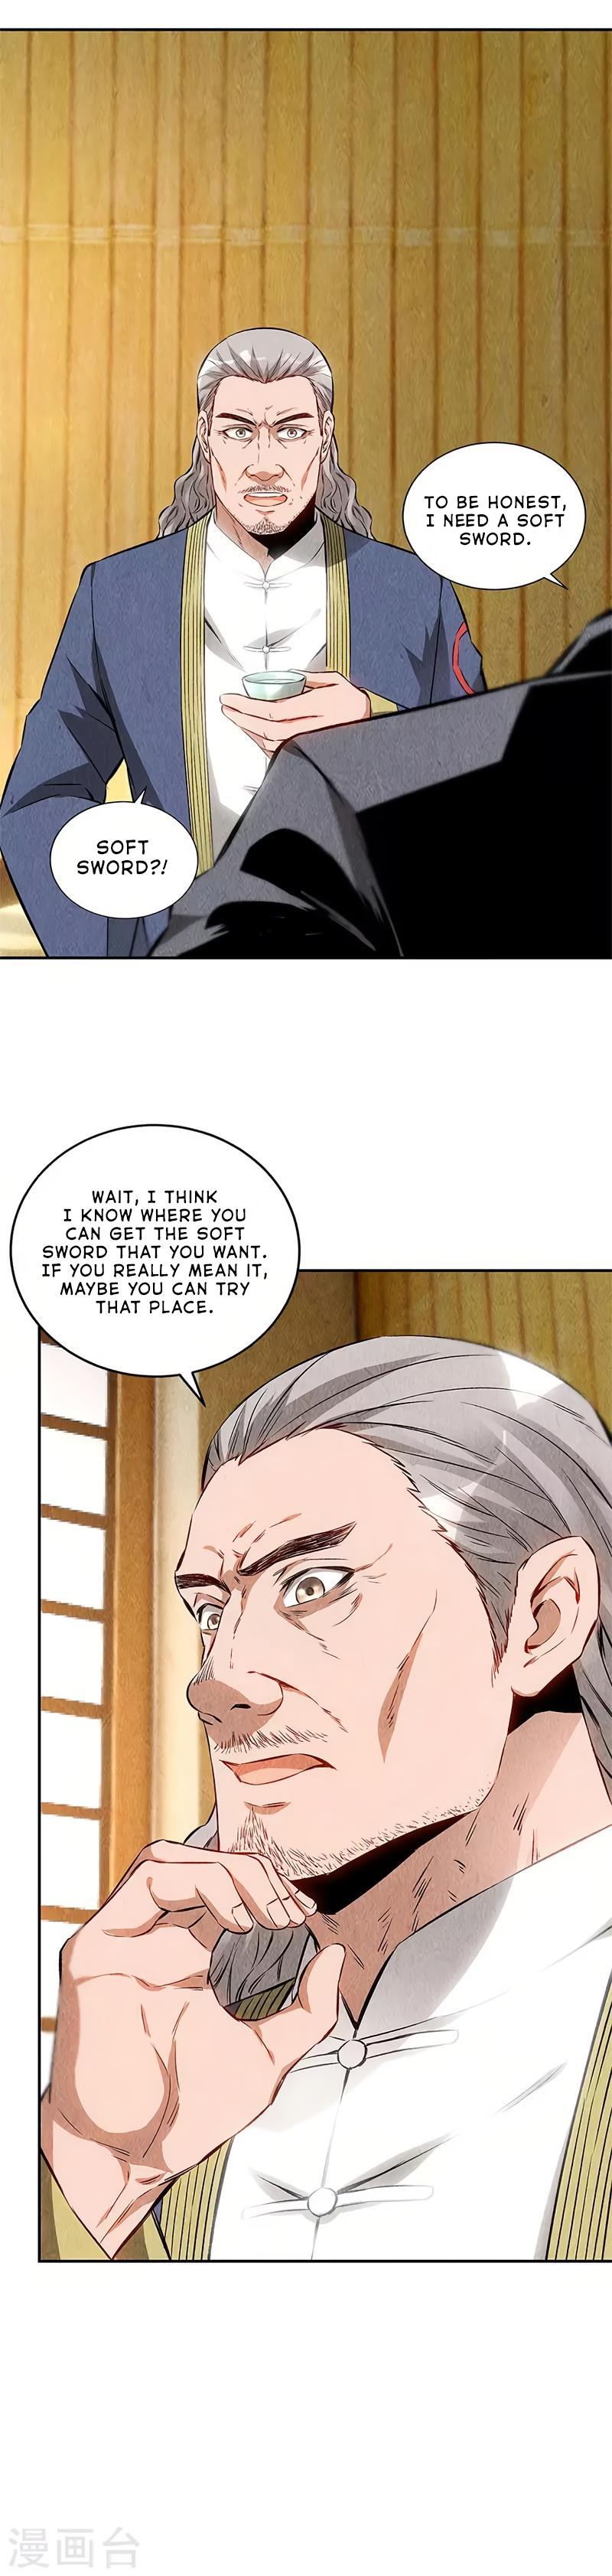 TO BE HONEST,
I NEED A SOFT
SWORD.
SOFT
SWORD?!
WAIT, I THINK
I KNOW WHERE YOU
CAN GET THE SOFT
SWORD THAT YOU WANT.
IF YOU REALLY MEAN IT,
MAYBE YOU CAN TRY
THAT PLACE.
漫画台